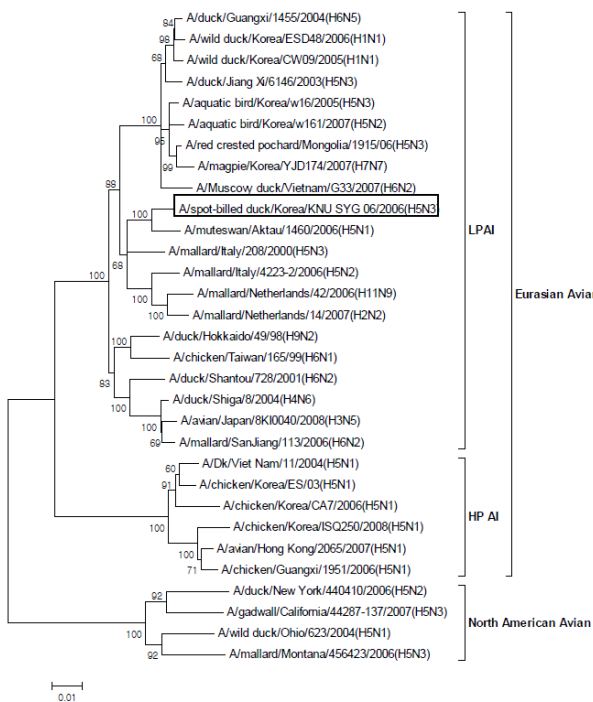 A/duck/Guangxi/1455/2004(H6N5)
84
A/wild duck/Korea/ESD48/2006(H1N1)
98
A/wild duck/Korea/CW09/2005(H1N1)
68
A/duck/Jiang Xi/6146/2003(H5N3)
A/aquatic bird/Korea/w16/2005(H5N3)
100
A/aquatic bird/Korea/w161/2007(H5N2)
95
A/red crested pochard/Mongolia/1915/06(H5N3)
99
A/magpie/Korea/YJD174/2007(H7N7)
88
A/Muscovy duck/Vietnam/G33/2007(H6N2)
A/spot-billed duck/Korea/KNU SYG 06/2006(H5N3)
100
LPAI
A/muteswan/Aktau/1460/2006(H5N1)
A/mallard/Italy/208/2000(H5N3)
68
100
A/mallard/Italy/4223-2/2006(H5N2)
Eurasian Avian
A/mallard/Netherlands/42/2006(H11N9)
100
100
A/mallard/Netherlands/14/2007(H2N2)
A/duck/Hokkaido/49/98(H9N2)
100
A/chicken/Taiwan/165/99(H6N1)
83
A/duck/Shantou/728/2001(H6N2)
A/duck/Shiga/8/2004(H4N6)
100
A/avian/Japan/8KI0040/2008(H3N5)
100
69
A/mallard/SanJiang/113/2006(H6N2)
A/Dk/Viet Nam/11/2004(H5N1)
60
91
A/chicken/Korea/ES/03(H5N1)
A/chicken/Korea/CA7/2006(H5N1)
HP AI
100
A/chicken/Korea/ISQ250/2008(H5N1)
100
A/avian/Hong Kong/2065/2007(H5N1)
71
A/chicken/Guangxi/1951/2006(H5N1)
A/duck/New York/440410/2006(H5N2)
92
A/gadwall/California/44287-137/2007(H5N3)
North American Avian
100
A/wild duck/Ohio/623/2004(H5N1)
92
A/mallard/Montana/456423/2006(H5N3)
0.01